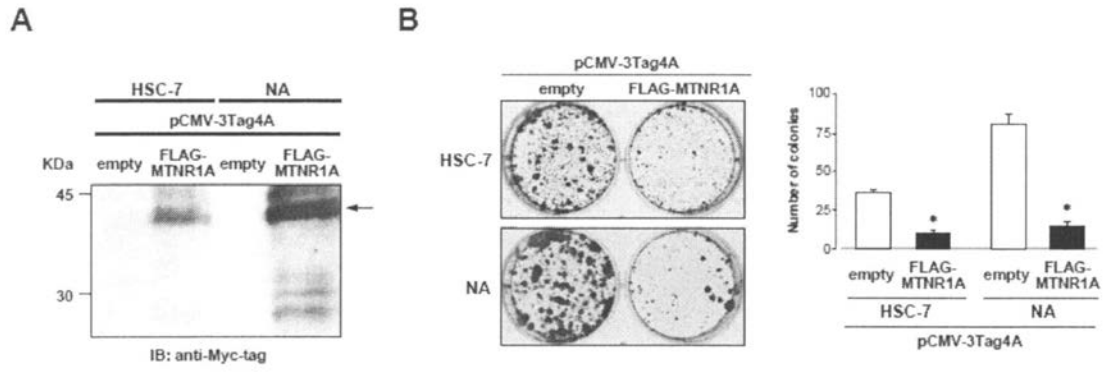 A
HSC-7 NA
pCMV-3Tag4A
empty FLAG-MTNR1A empty FLAG-MTNR1A
KDa
45
30
IB: anti-Myc-tag
B
pCMV-3Tag4A
empty FLAG-MTNR1A
HSC-7
NA
Number of colonies
100
75
50
25
0
* *
empty FLAG-MTNR1A empty FLAG-MTNR1A
HSC-7 NA
pCMV-3Tag4A